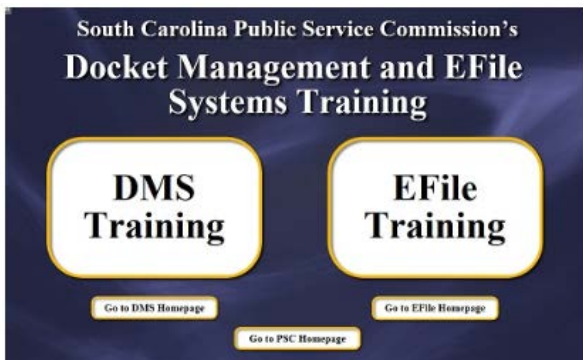 South Carolina Public Service Commission's
Docket Management and EFile
Systems Training
DMS
Training
EFile
Training
Go to DMS Homepage
Go to EFile Homepage
Go to PSC Homepage